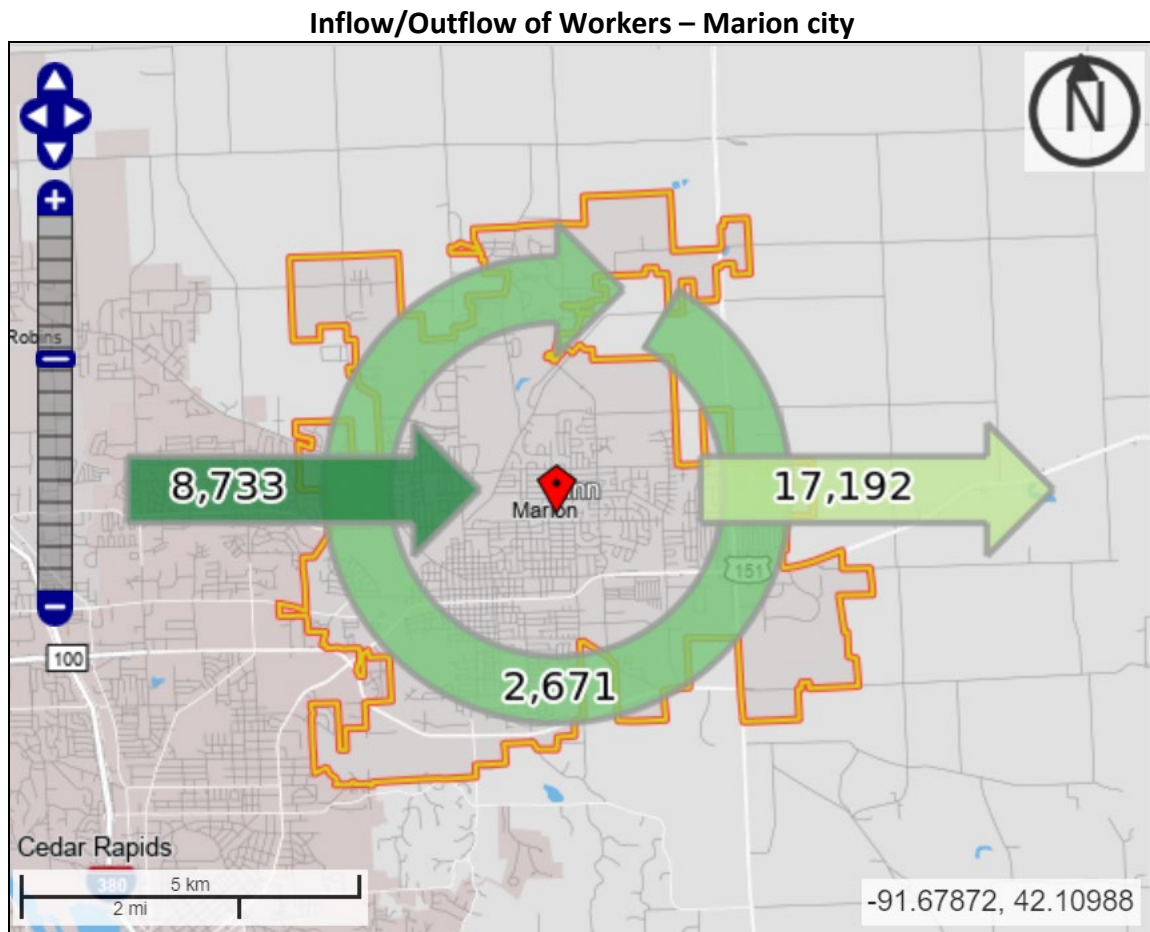 Inflow/Outflow of Workers – Marion city
N
+
Robins
8,733
17,192
Marion
151
100
2,671
Cedar Rapids
380
5 km
2 mi
-91.67872, 42.10988